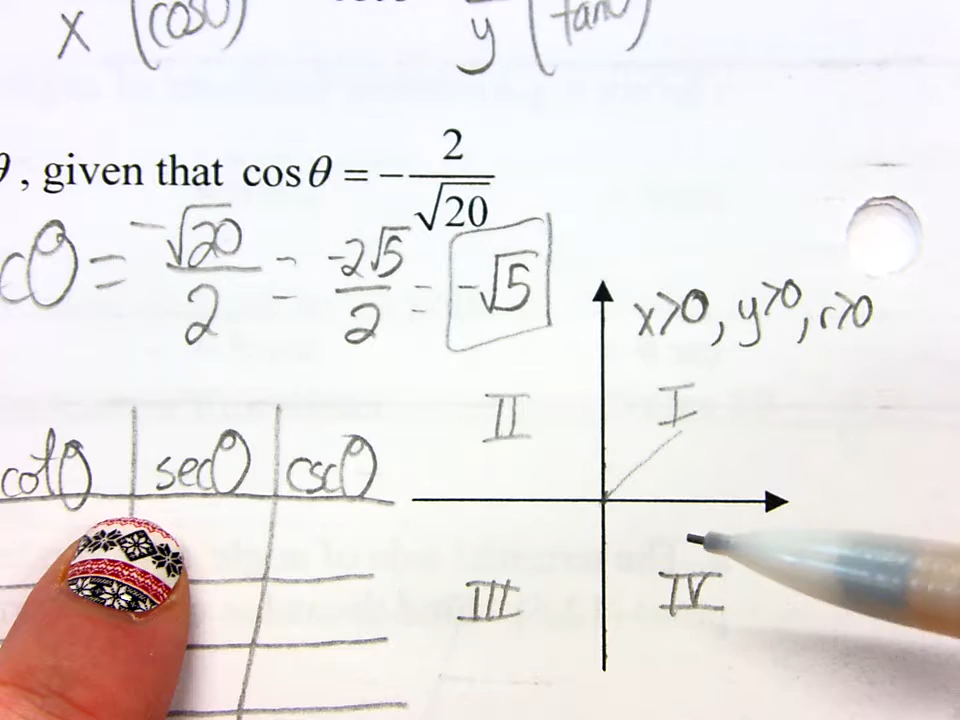 x (cosθ)
y (tanθ)
θ, given that cos θ = − 2/√20
cθ = −√20/2 = −2√5/2 = −√5
x>0, y>0, r>0
II
I
cotθ
secθ
cscθ
III
IV